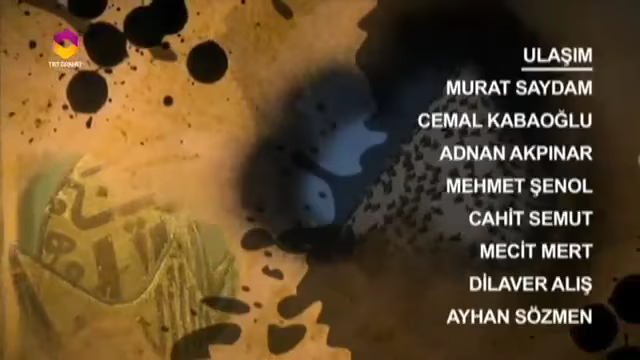 ULAŞIM
MURAT SAYDAM
CEMAL KABAOĞLU
ADNAN AKPINAR
MEHMET ŞENOL
CAHİT SEMUT
MECİT MERT
DİLAVER ALIŞ
AYHAN SÖZMEN